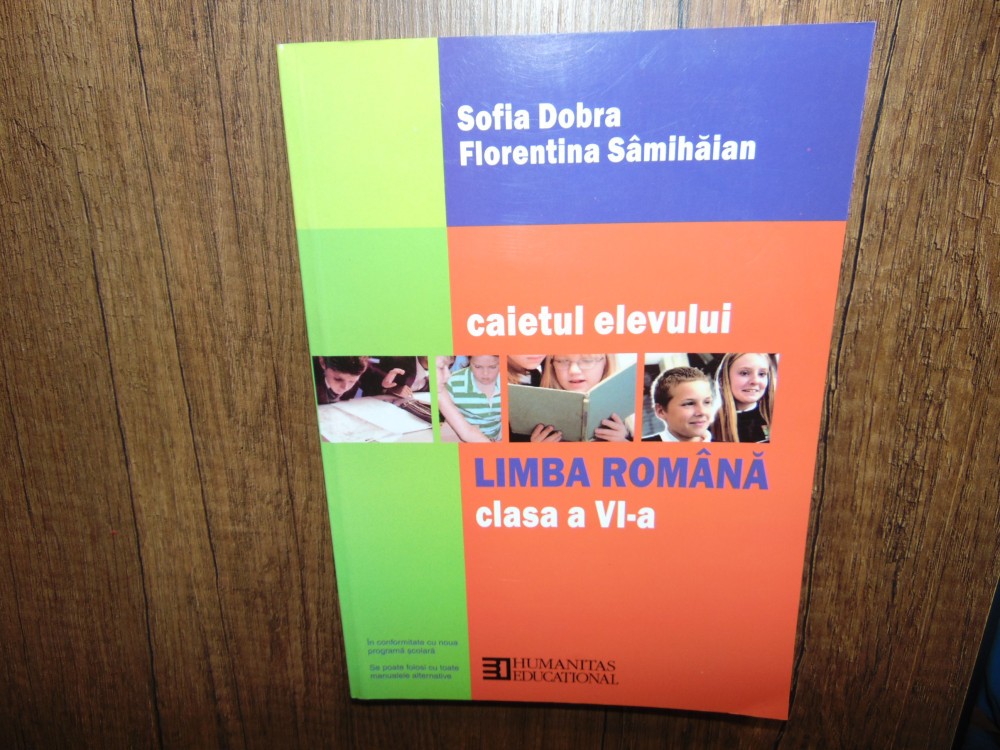 Sofia Dobra
Florentina Sâmihăian
caietul elevului
LIMBA ROMÂNĂ
clasa a VI-a
În conformitate cu noua
programă școlară
Se poate folosi cu toate
manualele alternative
HUMANITAS
EDUCATIONAL